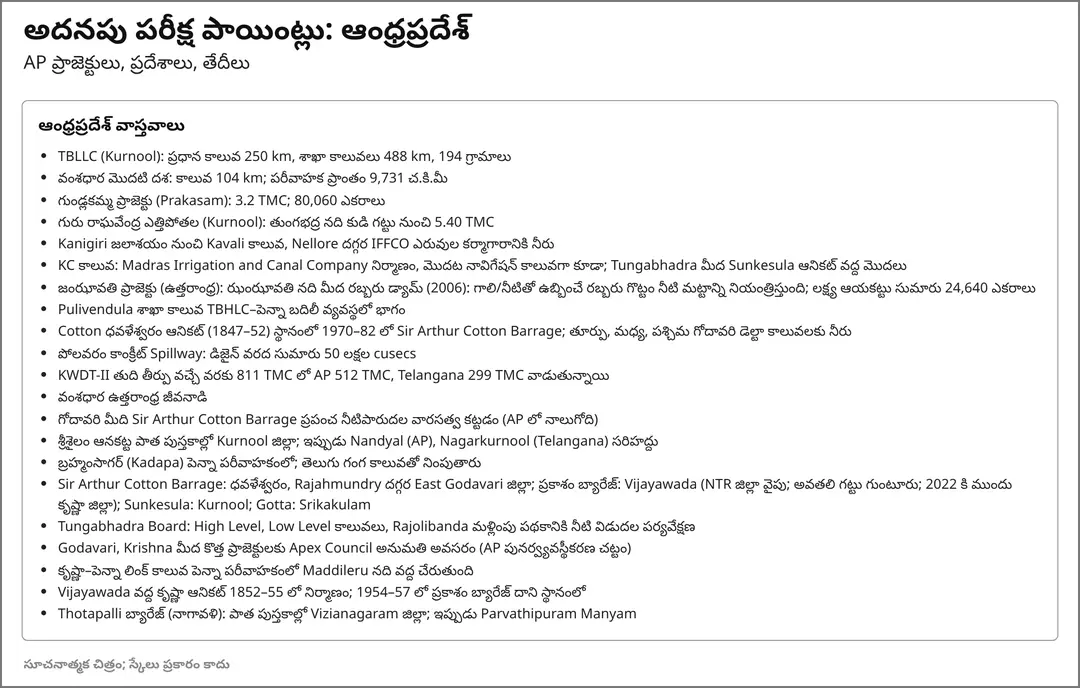 అదనపు పరీక్ష పాయింట్లు: ఆంధ్రప్రదేశ్
AP ప్రాజెక్టులు, ప్రదేశాలు, తేదీలు
ఆంధ్రప్రదేశ్ వాస్తవాలు
• TBLLC (Kurnool): ప్రధాన కాలువ 250 km, శాఖా కాలువలు 488 km, 194 గ్రామాలు
• వంశధార మొదటి దశ: కాలువ 104 km; పరీవాహక ప్రాంతం 9,731 చ.కి.మీ
• గుండ్లకమ్మ ప్రాజెక్టు (Prakasam): 3.2 TMC; 80,060 ఎకరాలు
• గురు రాఘవేంద్ర ఎత్తిపోతల (Kurnool): తుంగభద్ర నది కుడి గట్టు నుంచి 5.40 TMC
• Kanigiri జలాశయం నుంచి Kavali కాలువ, Nellore దగ్గర IFFCO ఎరువుల కర్మాగారానికి నీరు
• KC కాలువ: Madras Irrigation and Canal Company నిర్మాణం, మొదట నావిగేషన్ కాలువగా కూడా; Tungabhadra మీద Sunkesula ఆనికట్ వద్ద మొదలు
• జంఝావతి ప్రాజెక్టు (ఉత్తరాంధ్ర): ఝంఝావతి నది మీద రబ్బరు డ్యామ్ (2006): గాలి/నీటితో ఉబ్బించే రబ్బరు గొట్టం నీటి మట్టాన్ని నియంత్రిస్తుంది; లక్ష్య ఆయకట్టు సుమారు 24,640 ఎకరాలు
• Pulivendula శాఖా కాలువ TBHLC–పెన్నా బదిలీ వ్యవస్థలో భాగం
• Cotton ధవళేశ్వరం ఆనికట్ (1847–52) స్థానంలో 1970–82 లో Sir Arthur Cotton Barrage; తూర్పు, మధ్య, పశ్చిమ గోదావరి డెల్టా కాలువలకు నీరు
• పోలవరం కాంక్రీట్ Spillway: డిజైన్ వరద సుమారు 50 లక్షల cusecs
• KWDT-II తుది తీర్పు వచ్చే వరకు 811 TMC లో AP 512 TMC, Telangana 299 TMC వాడుతున్నాయి
• వంశధార ఉత్తరాంధ్ర జీవనాడి
• గోదావరి మీది Sir Arthur Cotton Barrage ప్రపంచ నీటిపారుదల వారసత్వ కట్టడం (AP లో నాలుగోది)
• శ్రీశైలం ఆనకట్ట పాత పుస్తకాల్లో Kurnool జిల్లా; ఇప్పుడు Nandyal (AP), Nagarkurnool (Telangana) సరిహద్దు
• బ్రహ్మంసాగర్ (Kadapa) పెన్నా పరీవాహకంలో; తెలుగు గంగ కాలువతో నింపుతారు
• Sir Arthur Cotton Barrage: ధవళేశ్వరం, Rajahmundry దగ్గర East Godavari జిల్లా; ప్రకాశం బ్యారేజ్: Vijayawada (NTR జిల్లా వైపు; అవతలి గట్టు గుంటూరు; 2022 కి ముందు
కృష్ణా జిల్లా); Sunkesula: Kurnool; Gotta: Srikakulam
• Tungabhadra Board: High Level, Low Level కాలువలు, Rajolibanda మళ్లింపు పథకానికి నీటి విడుదల పర్యవేక్షణ
• Godavari, Krishna మీద కొత్త ప్రాజెక్టులకు Apex Council అనుమతి అవసరం (AP పునర్వ్యవస్థీకరణ చట్టం)
• కృష్ణా–పెన్నా లింక్ కాలువ పెన్నా పరీవాహకంలో Maddileru నది వద్ద చేరుతుంది
• Vijayawada వద్ద కృష్ణా ఆనికట్ 1852–55 లో నిర్మాణం; 1954–57 లో ప్రకాశం బ్యారేజ్ దాని స్థానంలో
• Thotapalli బ్యారేజ్ (నాగావళి): పాత పుస్తకాల్లో Vizianagaram జిల్లా; ఇప్పుడు Parvathipuram Manyam
సూచనాత్మక చిత్రం; స్కేలు ప్రకారం కాదు